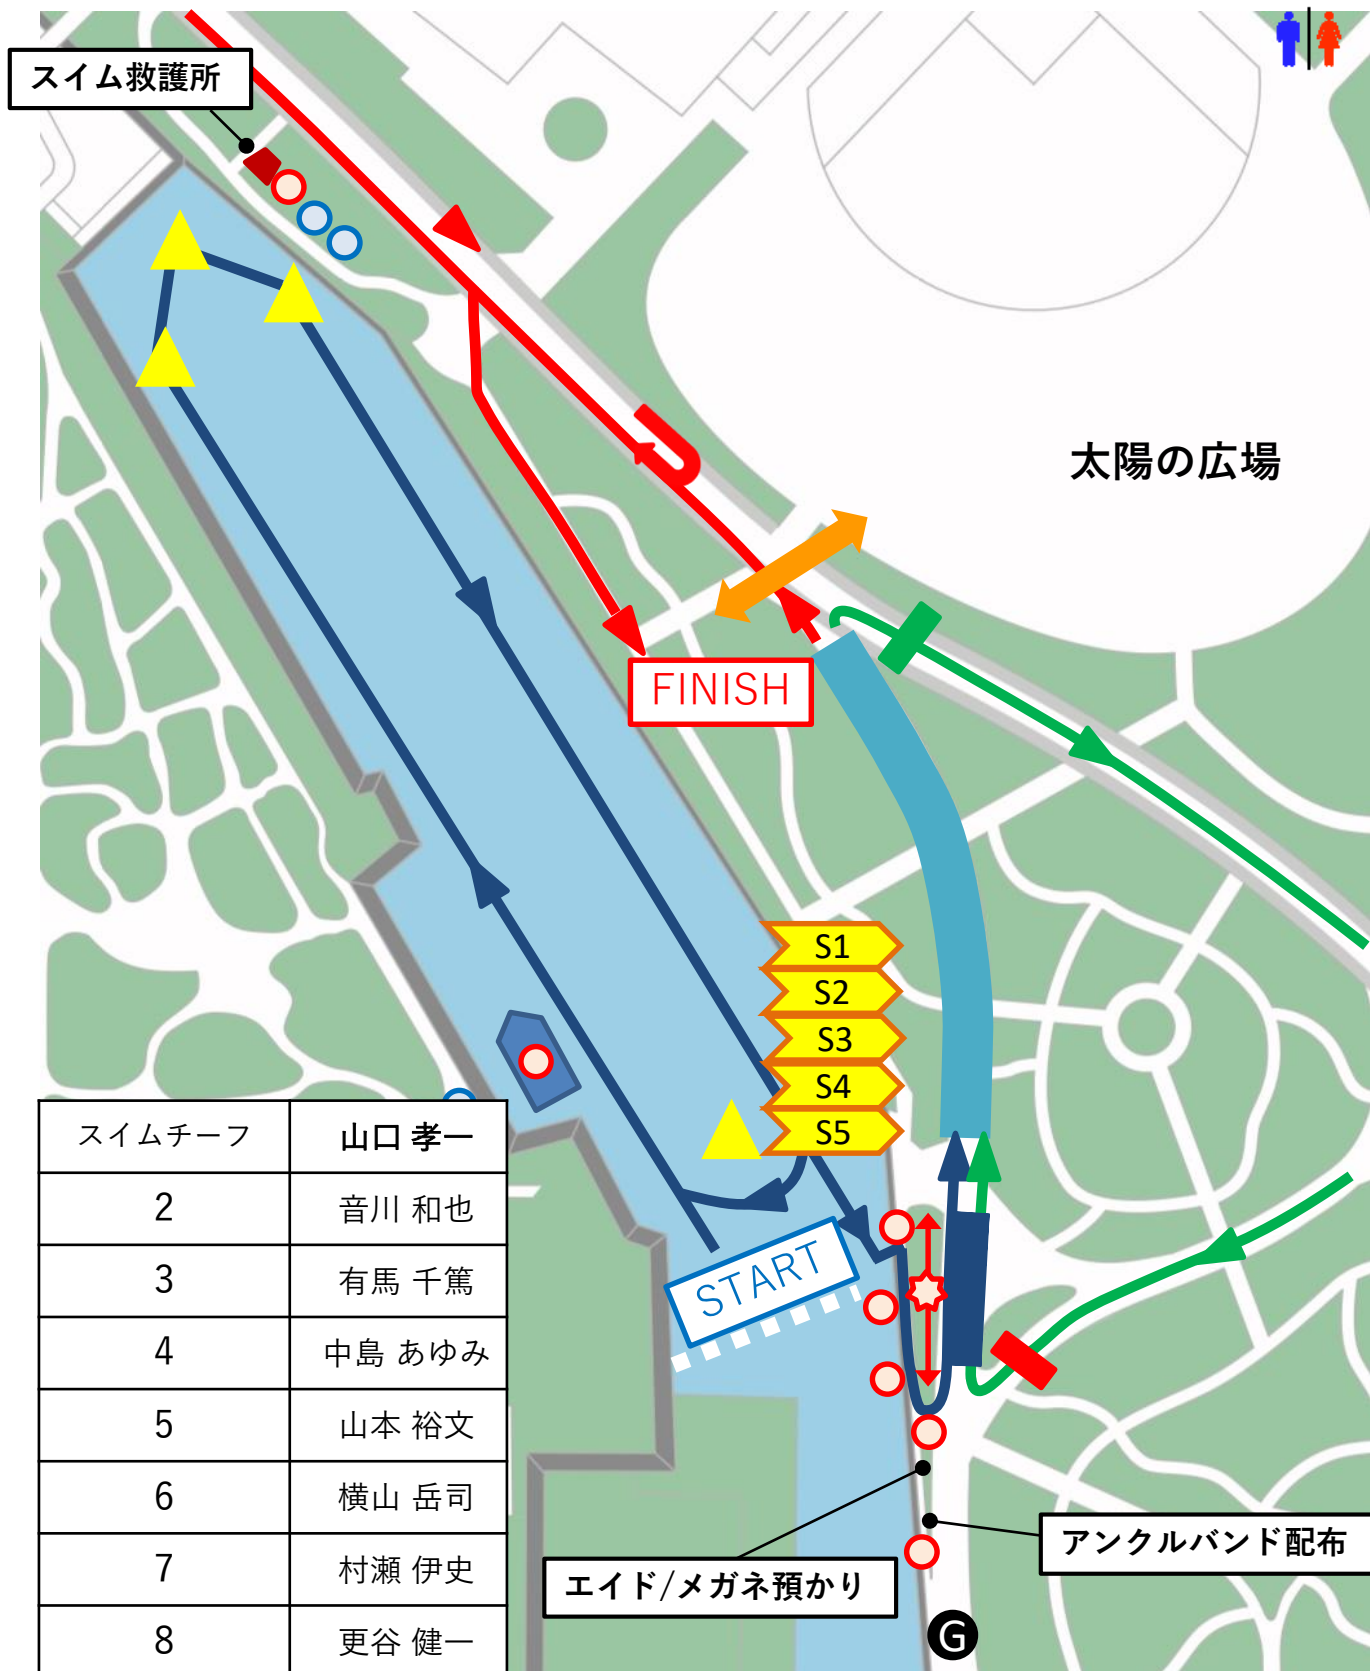 スイム救護所
太陽の広場
FINISH
S1
S2
S3
S4
S5
START
スイムチーフ 山口 孝一
2 音川 和也
3 有馬 千篤
4 中島 あゆみ
5 山本 裕文
6 横山 岳司
7 村瀬 伊史
8 更谷 健一
アンクルバンド配布
エイド/メガネ預かり
G